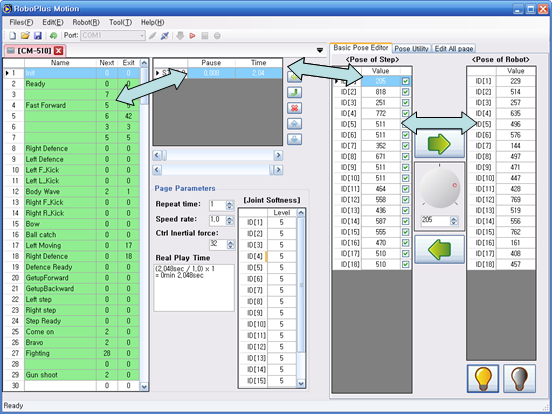 RoboPlus Motion
Files(F) Edit(E) Robot(R) Tool(T) Help(H)
Port: COM1
[CM-510]
Name Next Exit
1 Init 0 0
2 Ready 0 0
3 7
4 Fast Forward 5
5 6 42
6 3 3
7 5 5
8 Right Defence 0 0
9 Left Defence 0 0
10 Left F_Kick 0 0
11 Left L_Kick 0 0
12 Body Wave 2 1
13 Right F_Kick 0 0
14 Right R_Kick 0 0
15 Bow 0 0
16 Ball catch 0 0
17 Left Moving 0 17
18 Right Defence 0 18
19 Defence Ready 0 0
20 GetupForward 0 0
21 GetupBackward 0 0
22 Left step 0 0
23 Right step 0 0
24 Step Ready 0 0
25 Come on 2 0
26 Bravo 2 0
27 Fighting 28 0
28 0 0
29 Gun shoot 2 0
30 0 0
Pause Time
0,008 2,04
Page Parameters
Repeat time: 1
Speed rate: 1,0
Ctrl Inertial force:
32
Real Play Time
(2,048sec / 1,0) x 1
= 0min 2,048sec
[Joint Softness]
Level
ID[1] 5
ID[2] 5
ID[3] 5
ID[4] 5
ID[5] 5
ID[6] 5
ID[7] 5
ID[8] 5
ID[9] 5
ID[10] 5
ID[11] 5
ID[12] 5
ID[13] 5
ID[14] 5
ID[15] 5
Basic Pose Editor Pose Utility Edit All page
<Pose of Step>
Value
205
ID[2] 818
ID[3] 251
ID[4] 772
ID[5] 511
ID[6] 511
ID[7] 352
ID[8] 671
ID[9] 511
ID[10] 511
ID[11] 464
ID[12] 558
ID[13] 436
ID[14] 587
ID[15] 555
ID[16] 470
ID[17] 510
ID[18] 510
205
<Pose of Robot>
Value
ID[1] 229
ID[2] 514
ID[3] 257
ID[4] 635
ID[5] 496
ID[6] 576
ID[7] 144
ID[8] 497
ID[9] 471
ID[10] 447
ID[11] 428
ID[12] 769
ID[13] 519
ID[14] 556
ID[15] 762
ID[16] 161
ID[17] 408
ID[18] 457
Ready